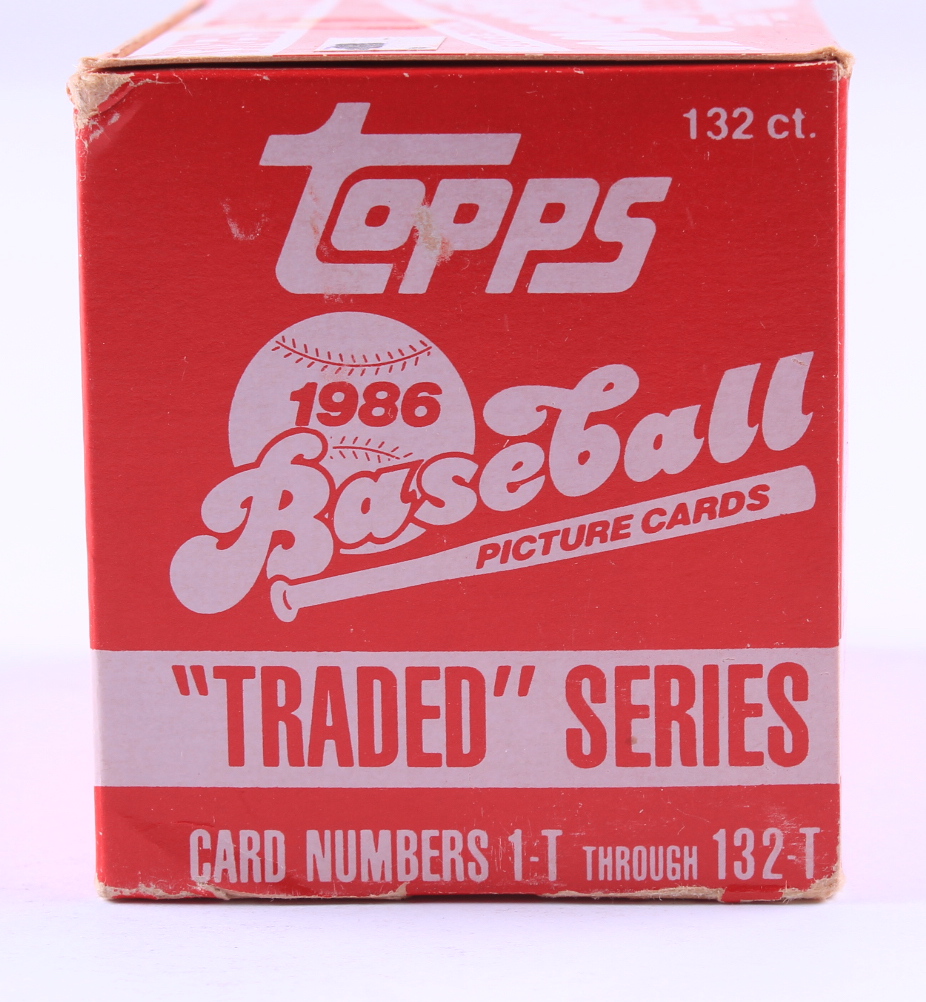 132 ct.
topps
1986
Baseball
PICTURE CARDS
"TRADED" SERIES
CARD NUMBERS 1-T THROUGH 132-T